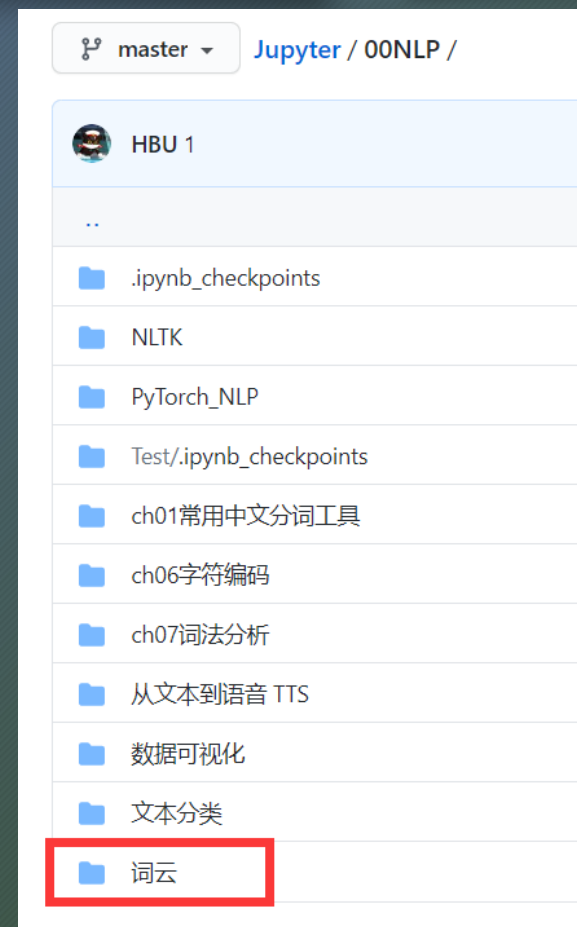 master Jupyter / 00NLP /
HBU 1
..
.ipynb_checkpoints
NLTK
PyTorch_NLP
Test/.ipynb_checkpoints
ch01常用中文分词工具
ch06字符编码
ch07词法分析
从文本到语音 TTS
数据可视化
文本分类
词云